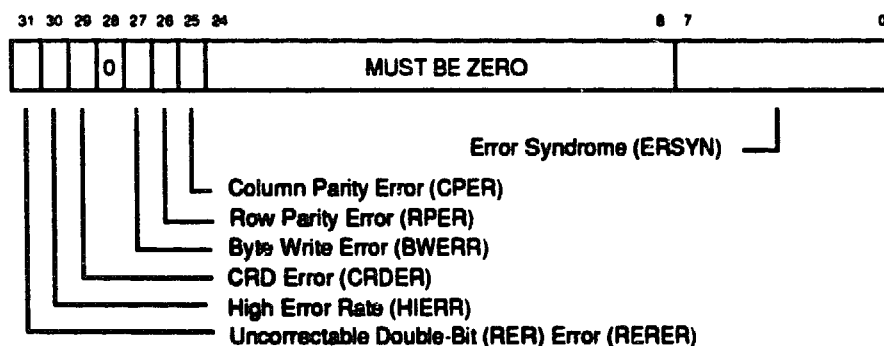 31 30 29 28 27 26 25 24 8 7 0
0 MUST BE ZERO
Error Syndrome (ERSYN)
Column Parity Error (CPER)
Row Parity Error (RPER)
Byte Write Error (BWERR)
CRD Error (CRDER)
High Error Rate (HIERR)
Uncorrectable Double-Bit (RER) Error (RERER)